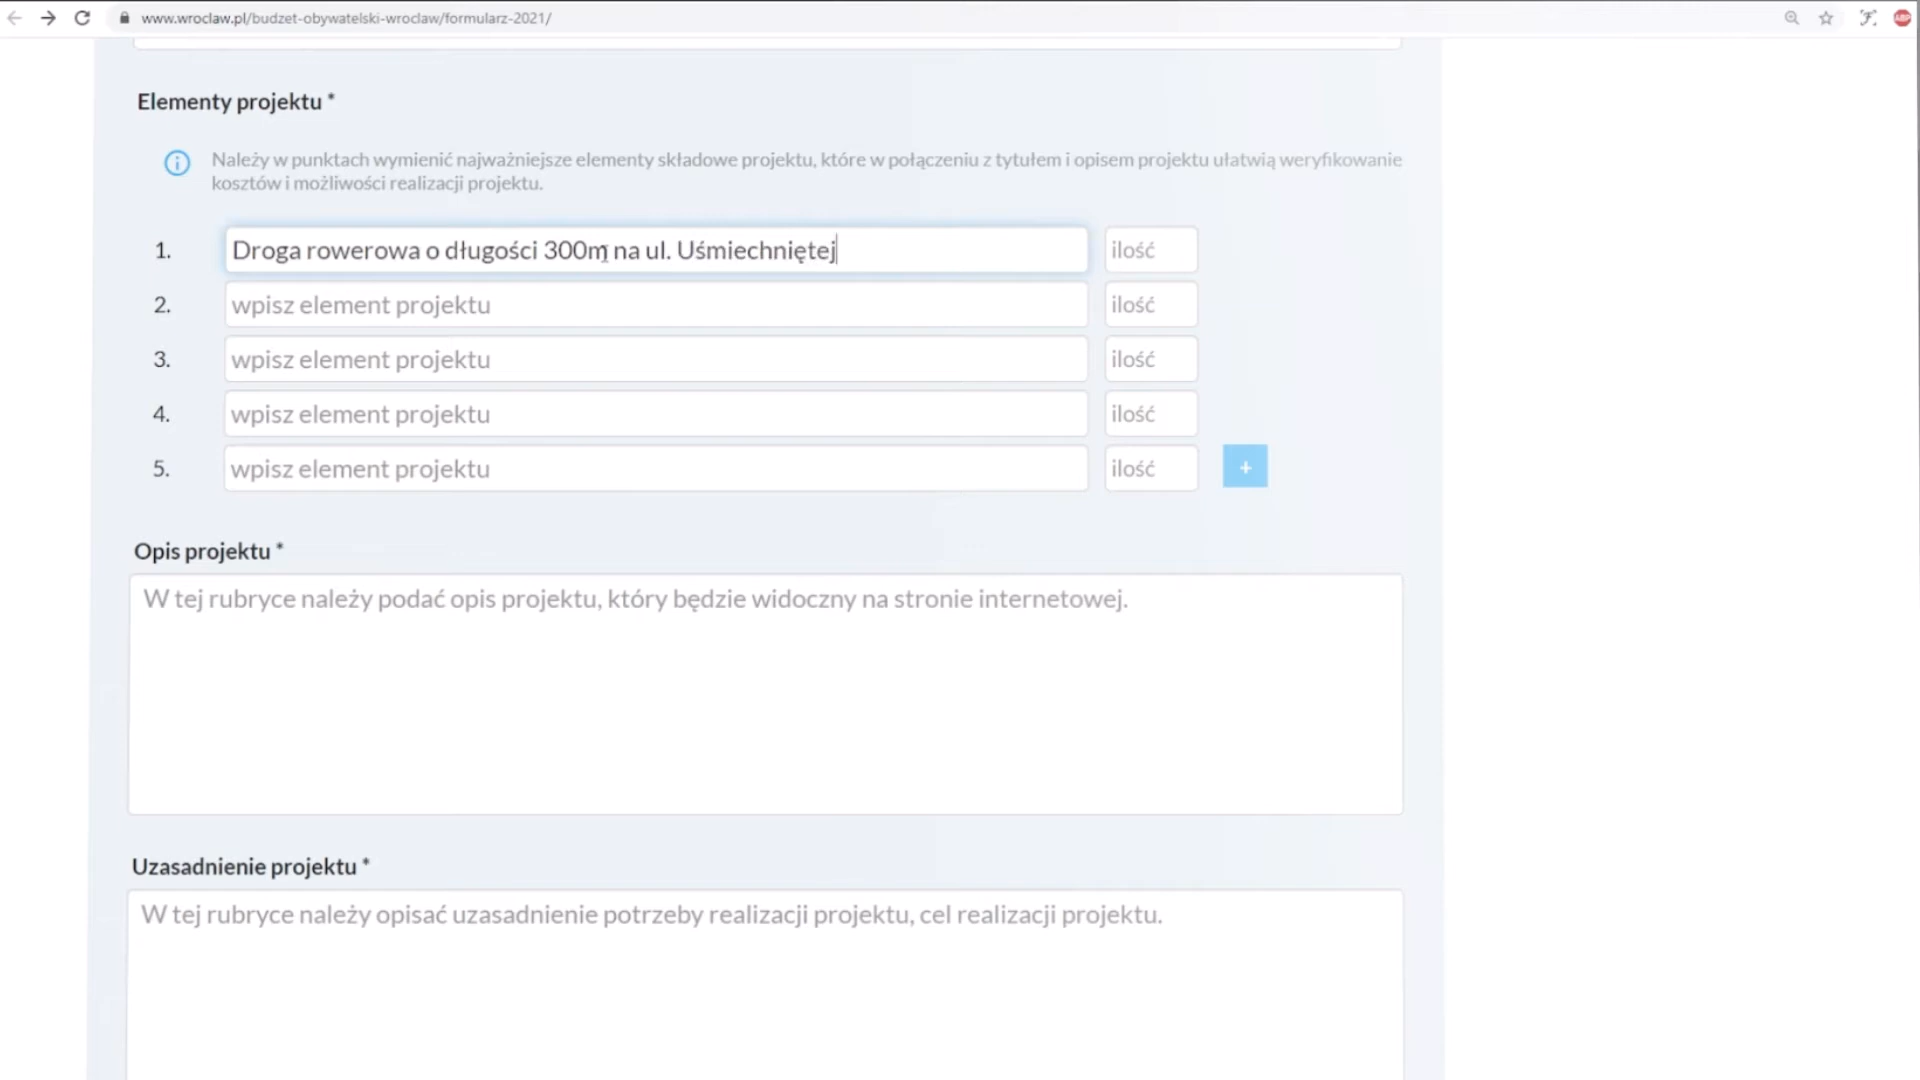 www.wroclaw.pl/budzet-obywatelski-wroclaw/formularz-2021/
ABP
Elementy projektu *
Należy w punktach wymienić najważniejsze elementy składowe projektu, które w połączeniu z tytułem i opisem projektu ułatwią weryfikowanie
kosztów i możliwości realizacji projektu.
1. Droga rowerowa o długości 300m na ul. Uśmiechniętej ilość
2. wpisz element projektu ilość
3. wpisz element projektu ilość
4. wpisz element projektu ilość
5. wpisz element projektu ilość +
Opis projektu *
W tej rubryce należy podać opis projektu, który będzie widoczny na stronie internetowej.
Uzasadnienie projektu *
W tej rubryce należy opisać uzasadnienie potrzeby realizacji projektu, cel realizacji projektu.